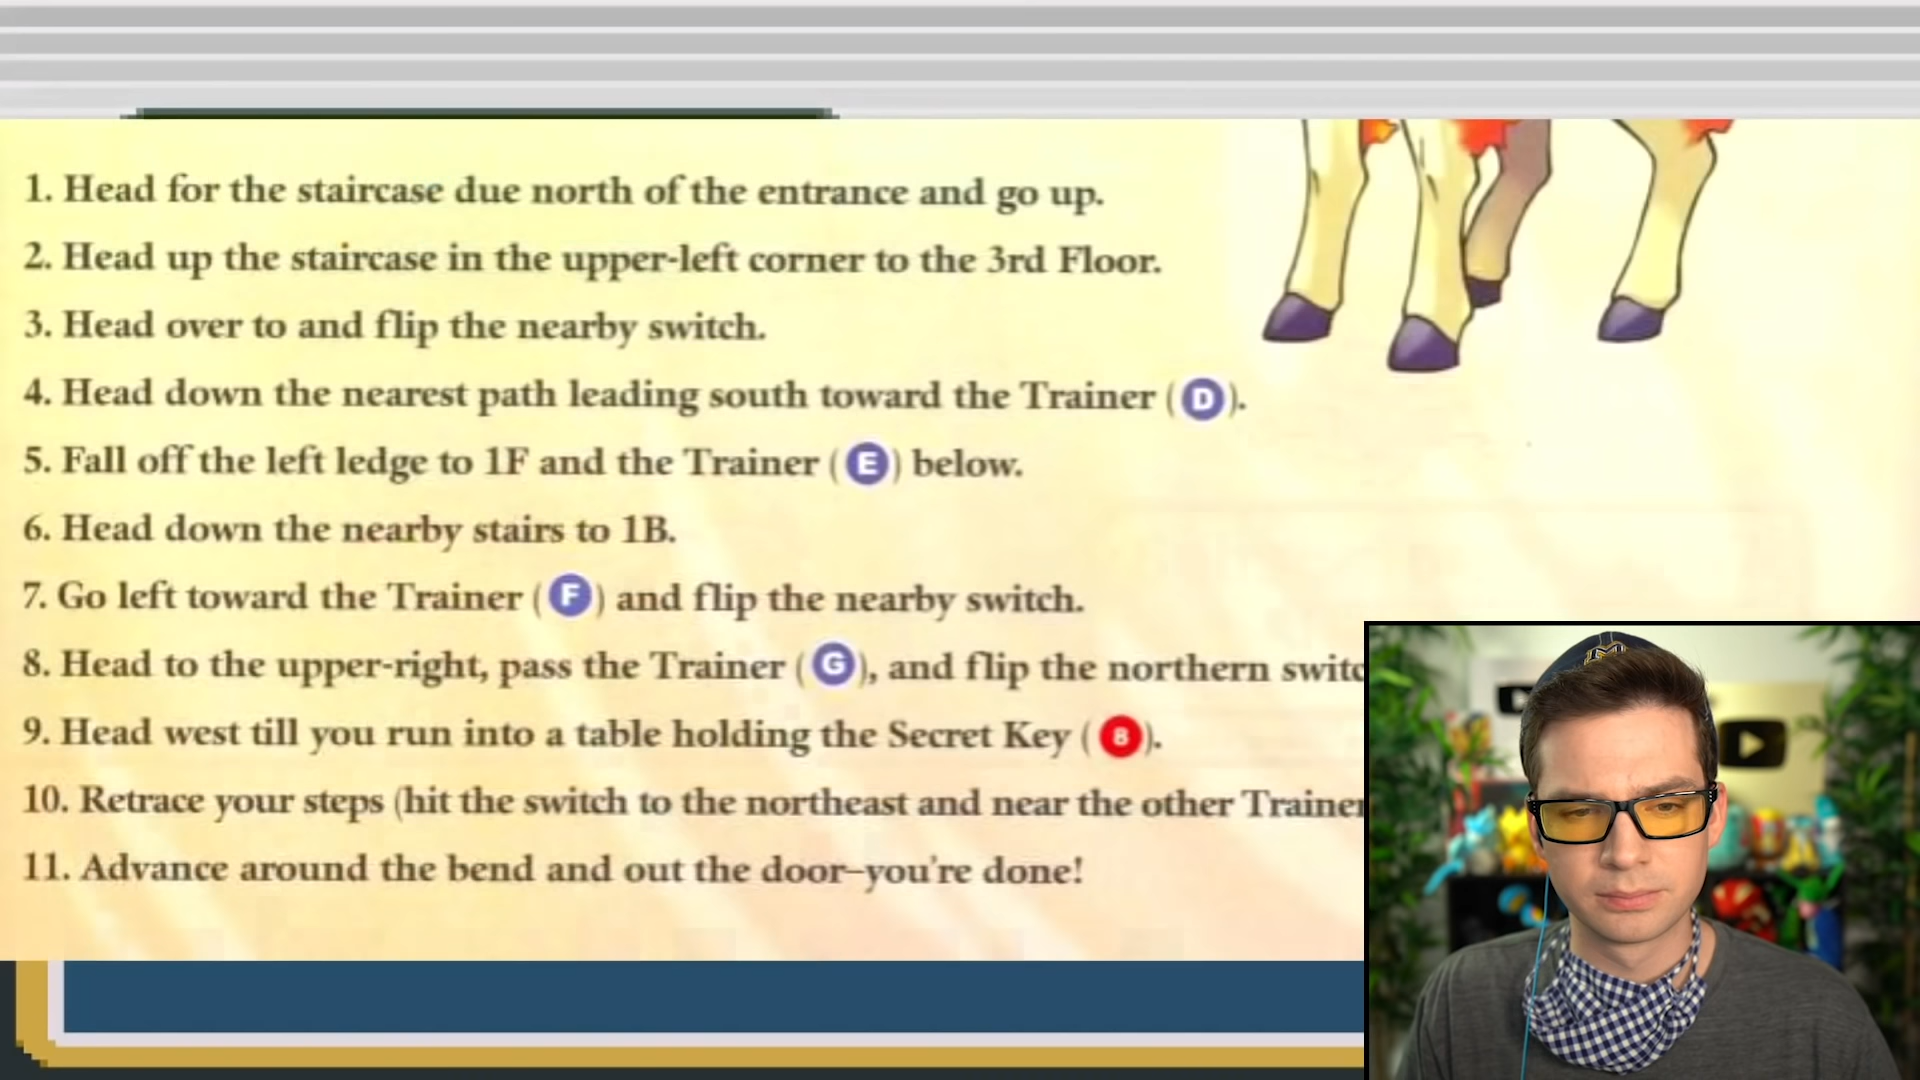 1. Head for the staircase due north of the entrance and go up.
2. Head up the staircase in the upper-left corner to the 3rd Floor.
3. Head over to and flip the nearby switch.
4. Head down the nearest path leading south toward the Trainer (D).
5. Fall off the left ledge to 1F and the Trainer (E) below.
6. Head down the nearby stairs to 1B.
7. Go left toward the Trainer (F) and flip the nearby switch.
8. Head to the upper-right, pass the Trainer (G), and flip the northern switc
9. Head west till you run into a table holding the Secret Key (8).
10. Retrace your steps (hit the switch to the northeast and near the other Trainer
11. Advance around the bend and out the door–you're done!
M